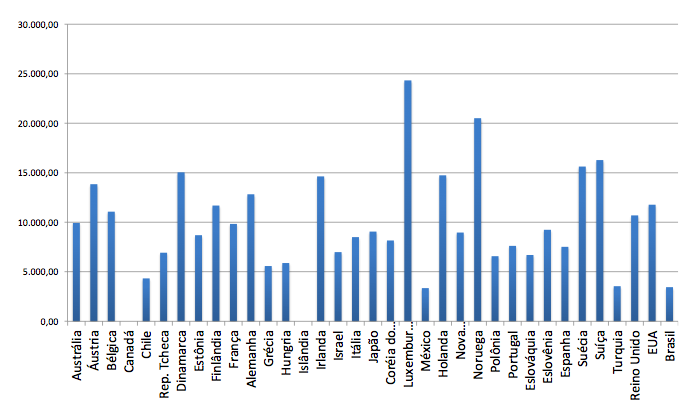 30.000,00
25.000,00
20.000,00
15.000,00
10.000,00
5.000,00
0,00
Austrália
Áustria
Bélgica
Canadá
Chile
Rep. Tcheca
Dinamarca
Estônia
Finlândia
França
Alemanha
Grécia
Hungria
Islândia
Irlanda
Israel
Itália
Japão
Coréia do...
Luxembur...
México
Holanda
Nova...
Noruega
Polônia
Portugal
Eslováquia
Eslovênia
Espanha
Suécia
Suíça
Turquia
Reino Unido
EUA
Brasil